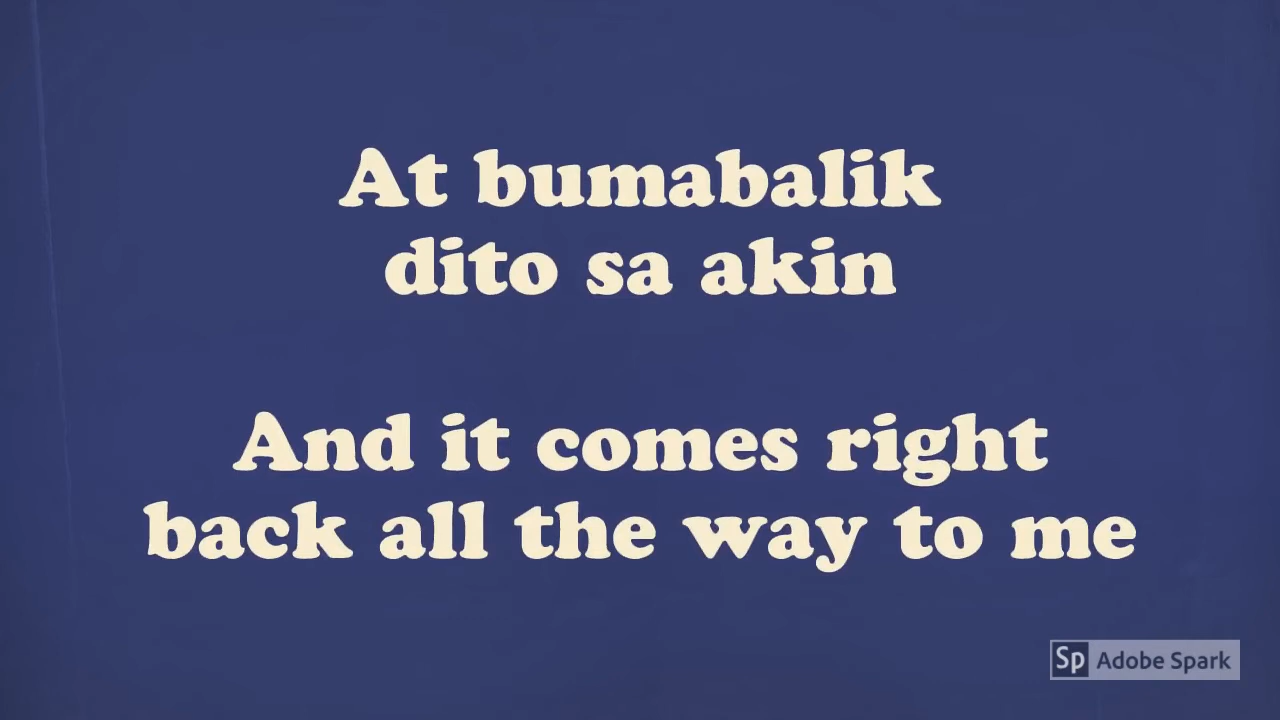 At bumabalik
dito sa akin
And it comes right
back all the way to me
Sp Adobe Spark